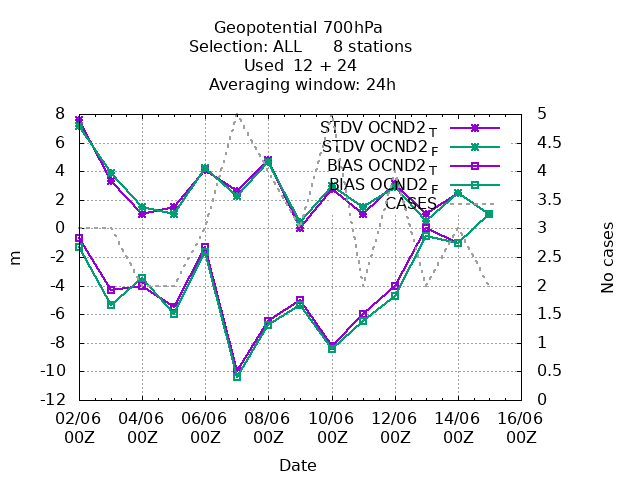 Geopotential 700hPa
Selection: ALL 8 stations
Used 12 + 24
Averaging window: 24h
STDV OCND2 T
STDV OCND2 F
BIAS OCND2 T
BIAS OCND2 F
CASES
8
6
4
2
0
-2
-4
-6
-8
-10
-12
m
5
4.5
4
3.5
3
2.5
2
1.5
1
0.5
0
No cases
02/06 04/06 06/06 08/06 10/06 12/06 14/06 16/06
00Z 00Z 00Z 00Z 00Z 00Z 00Z 00Z
Date